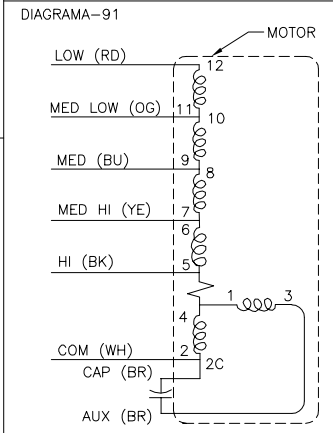 DIAGRAMA-91
MOTOR
LOW (RD)
12
MED LOW (OG)
11
10
MED (BU)
9
8
MED HI (YE)
7
6
HI (BK)
5
1
3
4
COM (WH)
2
2C
CAP (BR)
AUX (BR)